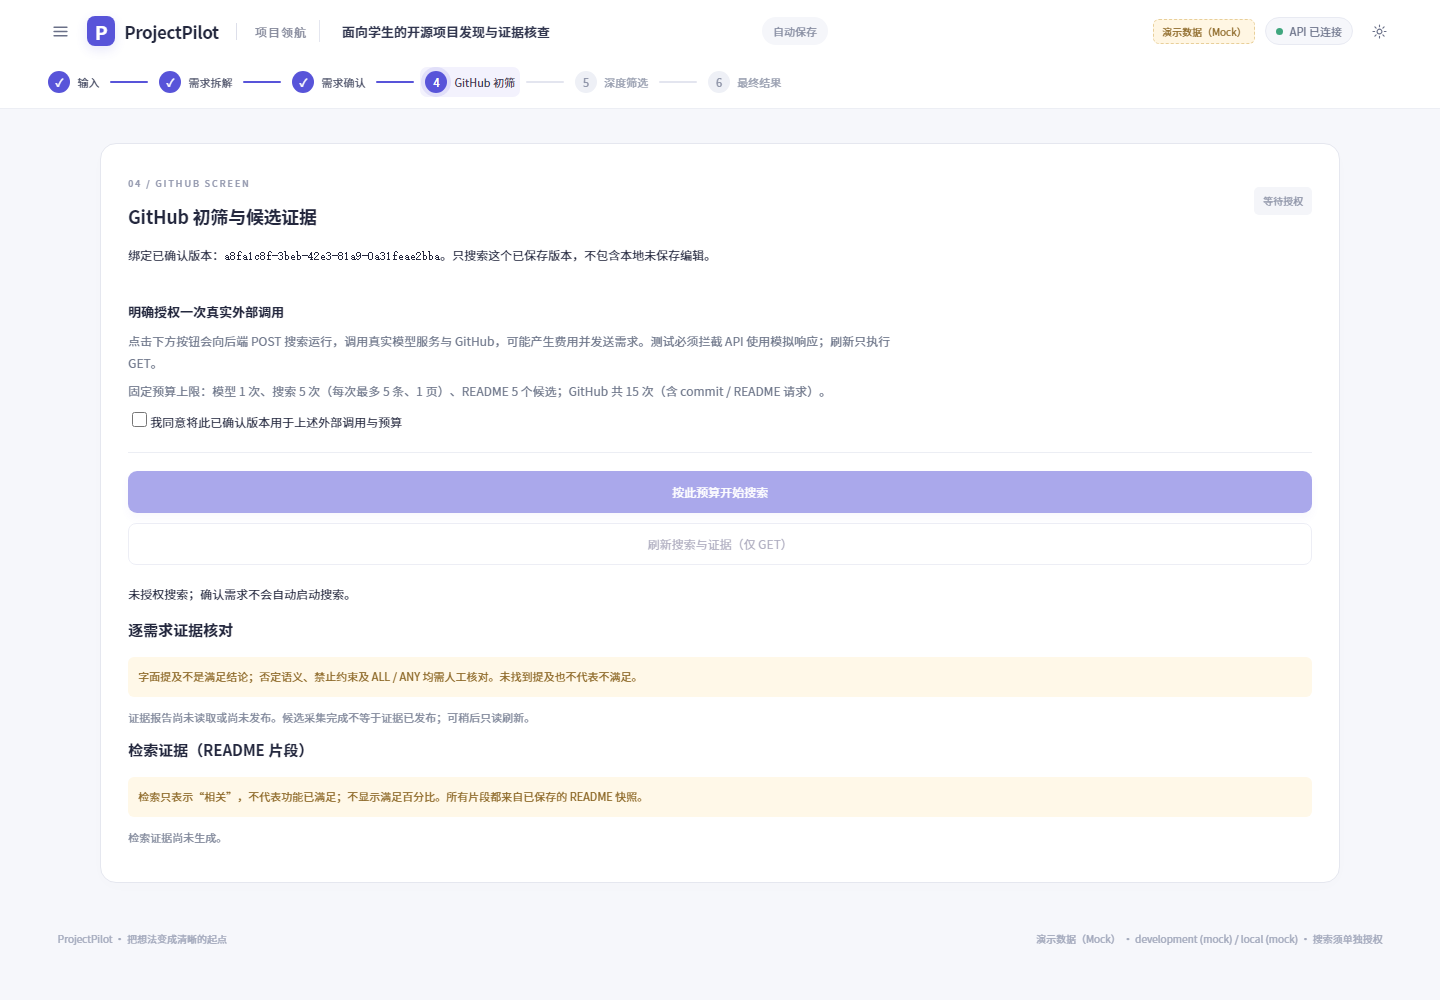 P ProjectPilot 项目领航 面向学生的开源项目发现与证据核查 自动保存 演示数据（Mock） API 已连接
输入 需求拆解 需求确认 4 GitHub 初筛 5 深度筛选 6 最终结果
04 / GITHUB SCREEN
GitHub 初筛与候选证据
等待授权
绑定已确认版本：a8fa1c8f-3beb-42e3-81a9-0a31feae2bba。只搜索这个已保存版本，不包含本地未保存编辑。
明确授权一次真实外部调用
点击下方按钮会向后端 POST 搜索运行，调用真实模型服务与 GitHub，可能产生费用并发送需求。测试必须拦截 API 使用模拟响应；刷新只执行
GET。
固定预算上限：模型 1 次、搜索 5 次（每次最多 5 条、1 页）、README 5 个候选；GitHub 共 15 次（含 commit / README 请求）。
我同意将此已确认版本用于上述外部调用与预算
按此预算开始搜索
刷新搜索与证据（仅 GET）
未授权搜索；确认需求不会自动启动搜索。
逐需求证据核对
字面提及不是满足结论；否定语义、禁止约束及 ALL / ANY 均需人工核对。未找到提及也不代表不满足。
证据报告尚未读取或尚未发布。候选采集完成不等于证据已发布；可稍后只读刷新。
检索证据（README 片段）
检索只表示“相关”，不代表功能已满足；不显示满足百分比。所有片段都来自已保存的 README 快照。
检索证据尚未生成。
ProjectPilot · 把想法变成清晰的起点
演示数据（Mock） · development (mock) / local (mock) · 搜索须单独授权